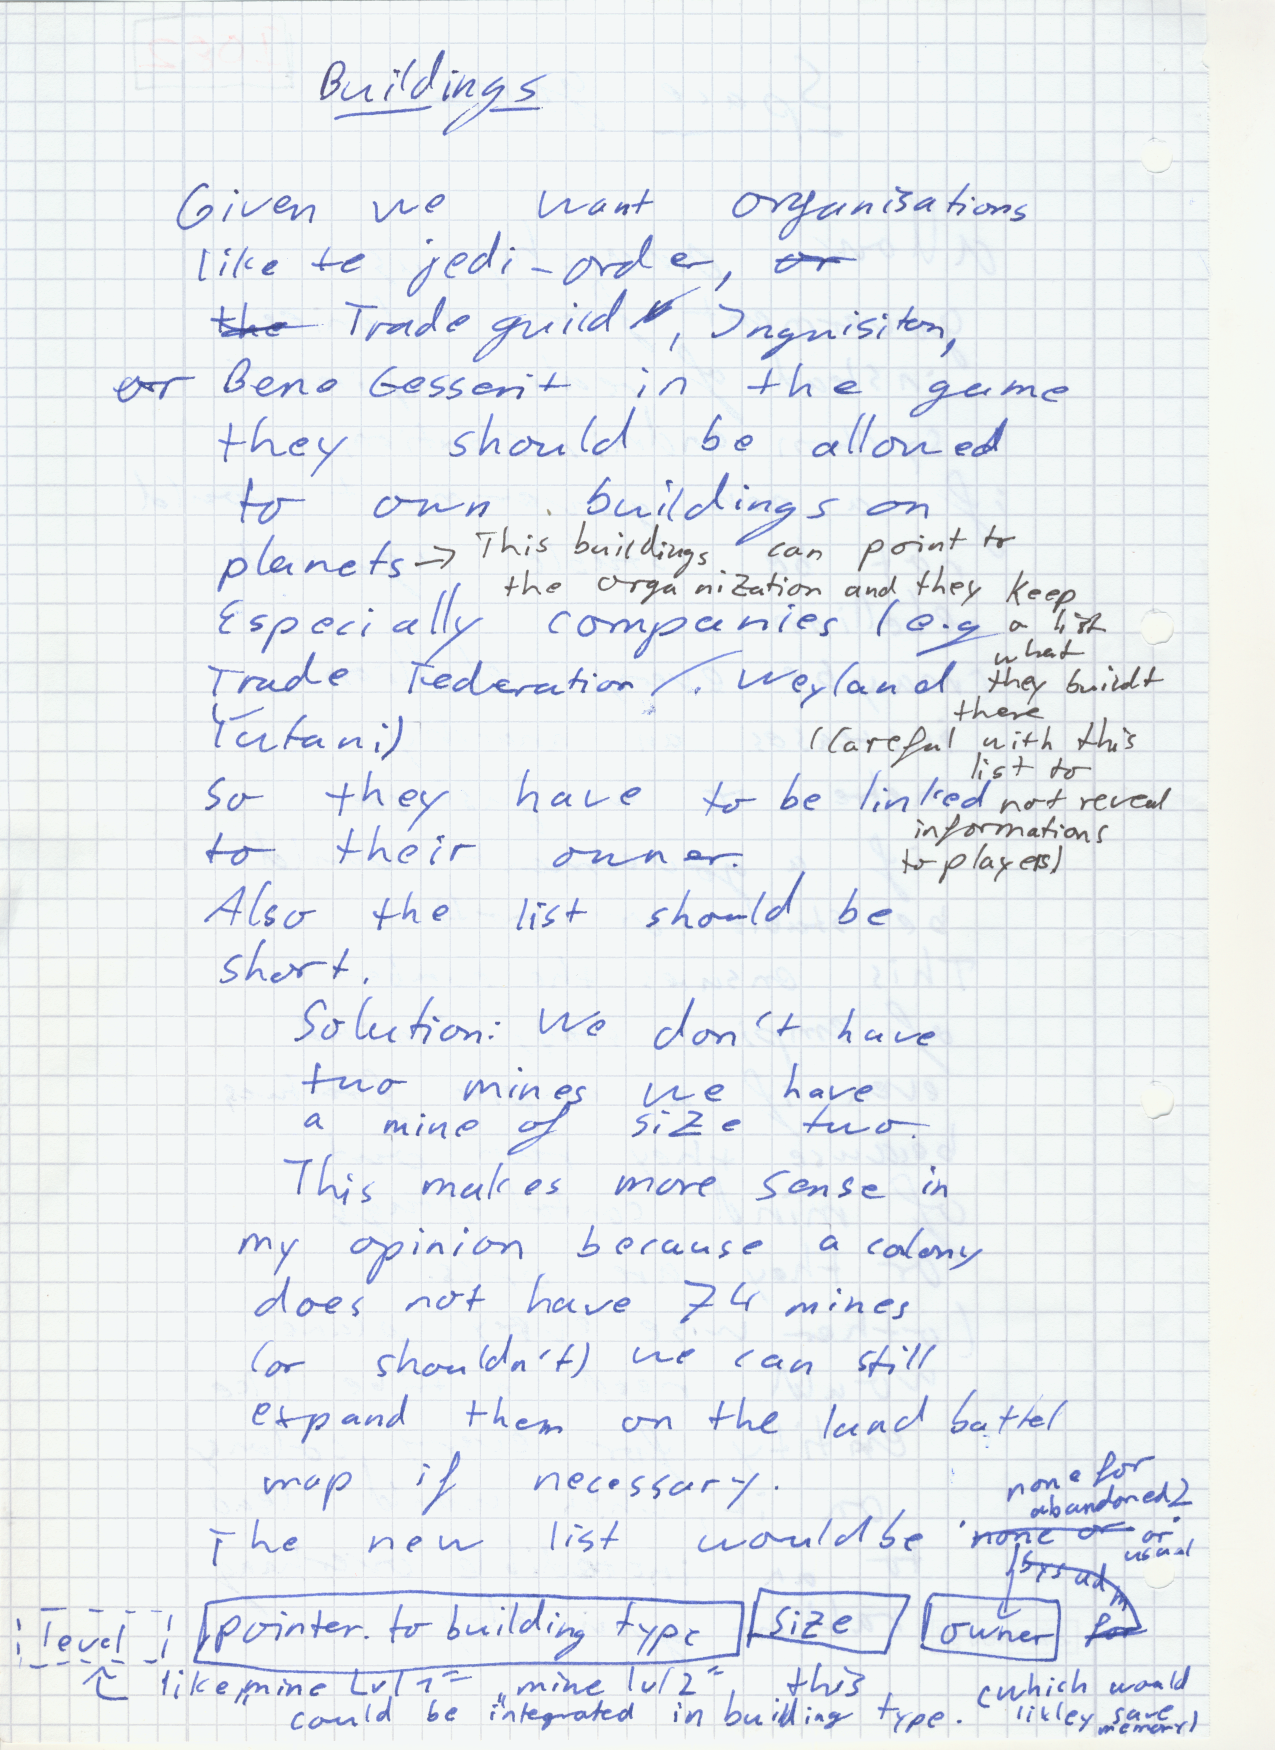 Buildings
Given we want organisations
like te jedi-order, or
the Trade guild, Inquisition,
or Bene Gesserit in the game
they should be allowed
to own buildings on
planets → This buildings can point to
the organization and they keep
a list
what
they buildt
there
(Careful with this
list to
not reveal
informations
to players)
Especially companies (e.g
Trade Federation, Weyland
Yutani)
so they have to be linked
to their owner.
Also the list should be
short.
Solution: We don't have
two mines we have
a mine of size two.
This makes more sense in
my opinion because a colony
does not have 74 mines
(or shouldn't) we can still
expand them on the land battel
map if necessary.
The new list would be
none or
none for
abandoned?
or
usual
sys adm
level pointer to building type size owner for
like „mine Lvl 1" „mine lvl 2", this
could be integrated in building type.
(which would
likley save
memory)